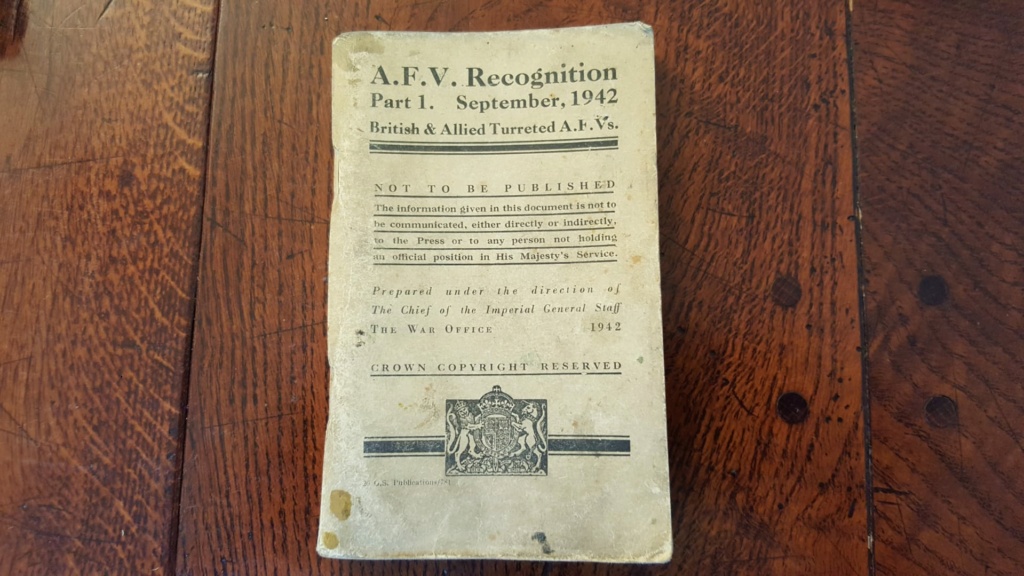 A.F.V. Recognition
Part 1. September, 1942
British & Allied Turreted A.F.Vs.
NOT TO BE PUBLISHED
The information given in this document is not to
be communicated, either directly or indirectly,
to the Press or to any person not holding
an official position in His Majesty's Service.
Prepared under the direction of
The Chief of the Imperial General Staff
THE WAR OFFICE 1942
CROWN COPYRIGHT RESERVED
Publications